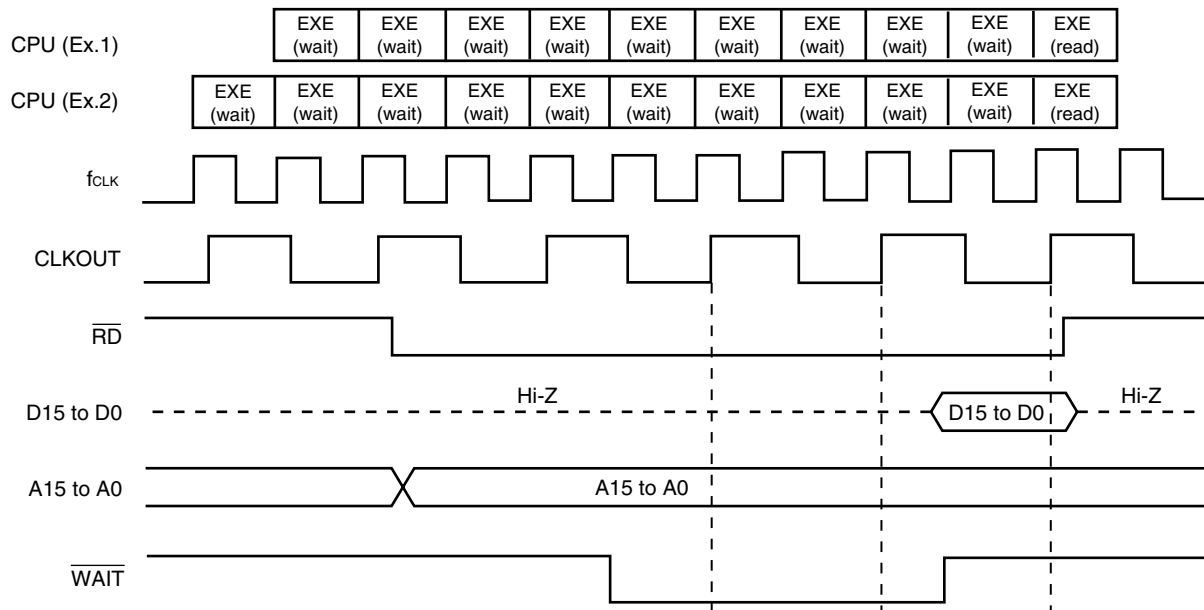 CPU (Ex.1)
EXE (wait) EXE (wait) EXE (wait) EXE (wait) EXE (wait) EXE (wait) EXE (wait) EXE (wait) EXE (wait) EXE (read)
CPU (Ex.2)
EXE (wait) EXE (wait) EXE (wait) EXE (wait) EXE (wait) EXE (wait) EXE (wait) EXE (wait) EXE (wait) EXE (wait) EXE (read)
fCLK
CLKOUT
RD
D15 to D0 Hi-Z D15 to D0 Hi-Z
A15 to A0 A15 to A0
WAIT